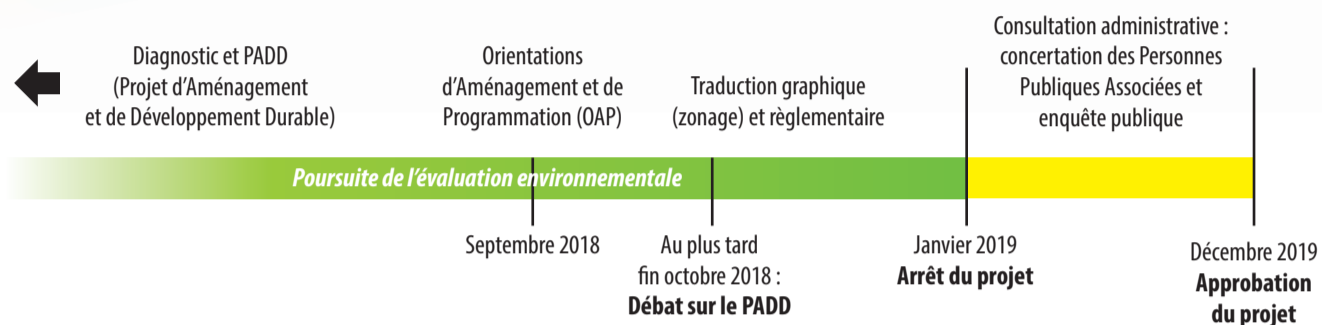 Diagnostic et PADD
(Projet d'Aménagement
et de Développement Durable)
Orientations
d'Aménagement et de
Programmation (OAP)
Traduction graphique
(zonage) et règlementaire
Consultation administrative :
concertation des Personnes
Publiques Associées et
enquête publique
Poursuite de l'évaluation environnementale
Septembre 2018
Au plus tard
fin octobre 2018 :
Débat sur le PADD
Janvier 2019
Arrêt du projet
Décembre 2019
Approbation
du projet